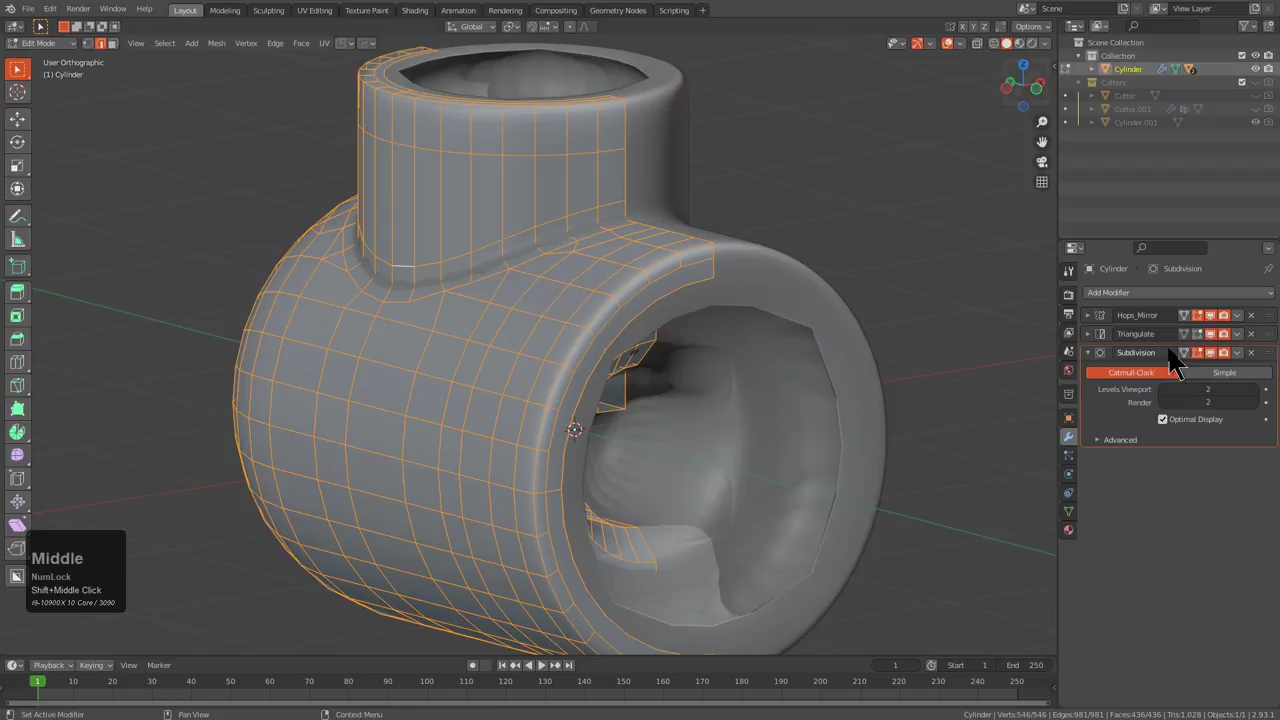 File Edit Render Window Help Layout Modeling Sculpting UV Editing Texture Paint Shading Animation Rendering Compositing Geometry Nodes Scripting + Scene View Layer
Global X Y Z Options
Edit Mode View Select Add Mesh Vertex Edge Face UV
User Orthographic
(1) Cylinder
Scene Collection
Collection
Cylinder
Cutters
Cutter
Cutter.001
Cylinder.001
Cylinder Subdivision
Add Modifier
Hops_Mirror
Triangulate
Subdivision
Catmull-Clark Simple
Levels Viewport 2
Render 2
Optimal Display
Advanced
Middle
NumLock
Shift+Middle Click
i9-10900X 10 Core / 3090
Playback Keying View Marker 1 Start 1 End 250
1 10 20 30 40 50 60 70 80 90 100 110 120 130 140 150 160 170 180 190 200 210 220 230 240 250
Set Active Modifier Pan View Context Menu Cylinder | Verts:546/546 | Edges:981/981 | Faces:436/436 | Tris:1,028 | Objects:1/1 | 2.93.1